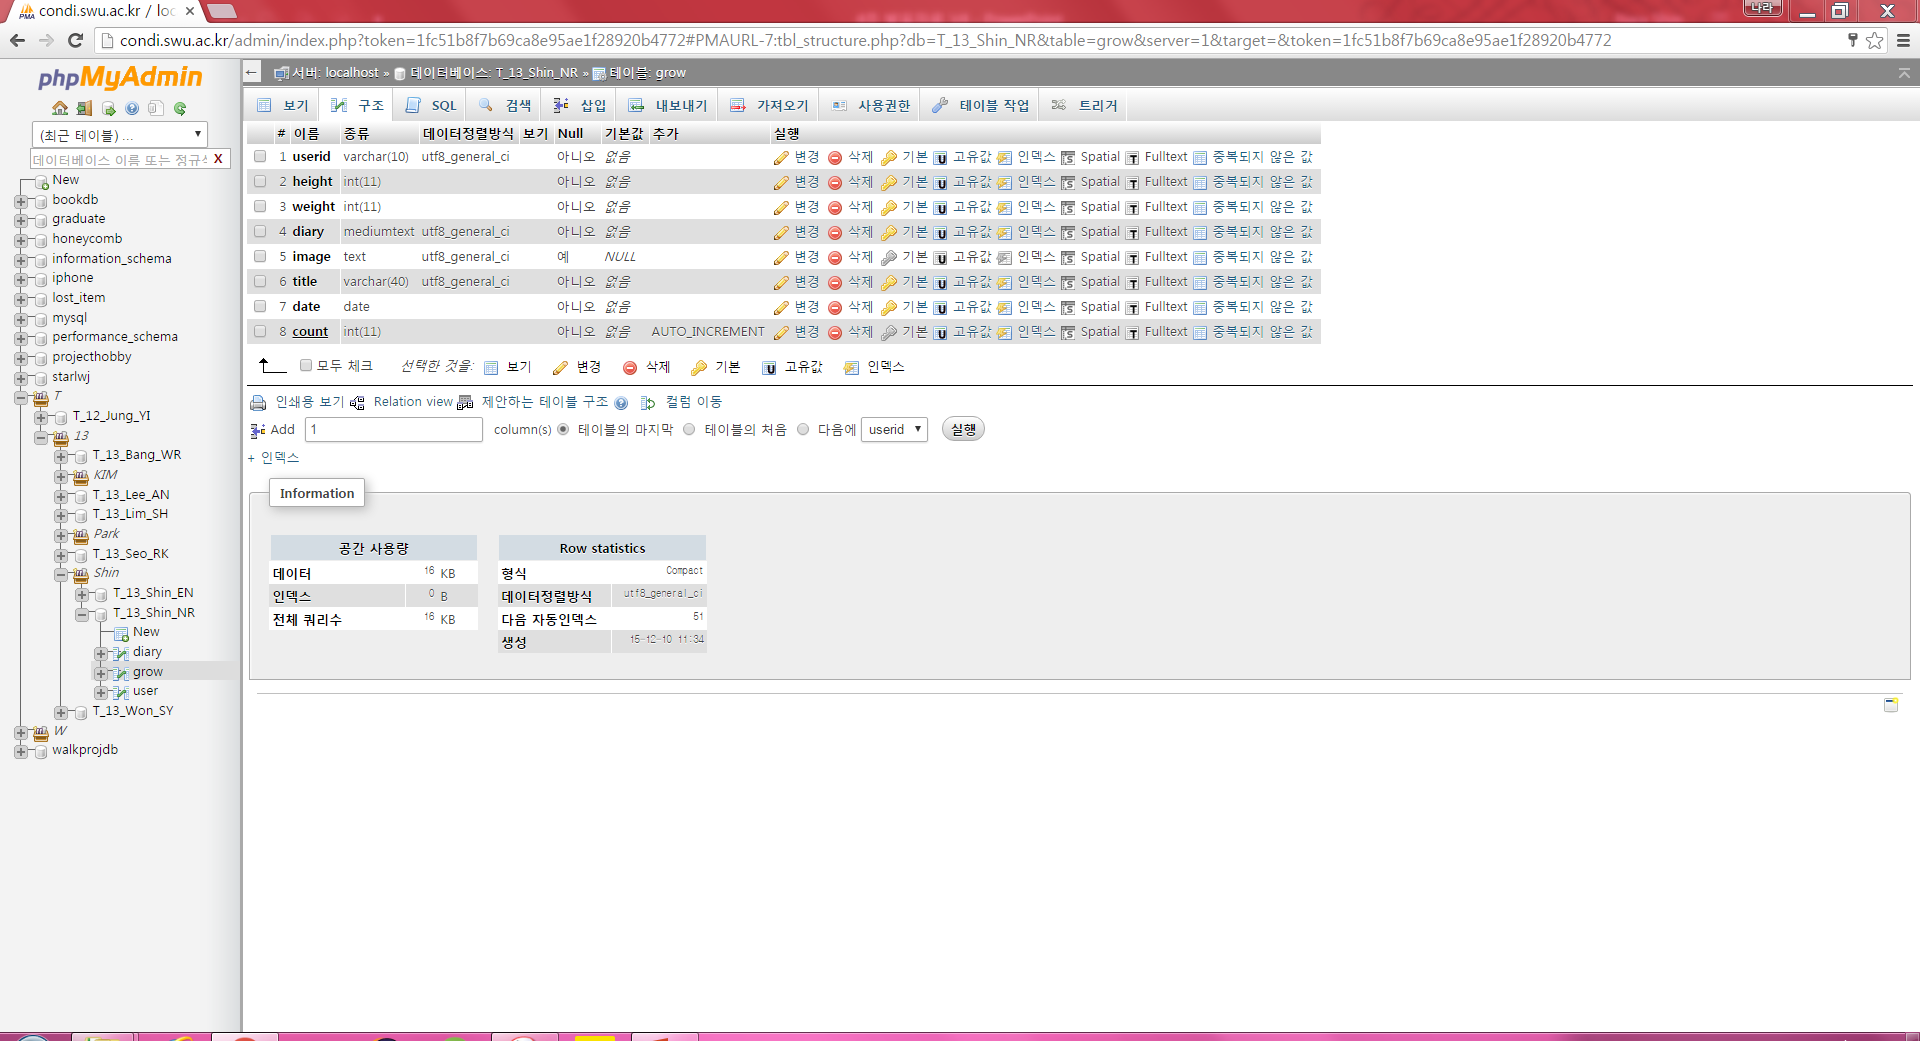 condi.swu.ac.kr / loc
나라
condi.swu.ac.kr/admin/index.php?token=1fc51b8f7b69ca8e95ae1f28920b4772#PMAURL-7:tbl_structure.php?db=T_13_Shin_NR&table=grow&server=1&target=&token=1fc51b8f7b69ca8e95ae1f28920b4772
phpMyAdmin
(최근 테이블) ...
데이터베이스 이름 또는 정규식 X
New
bookdb
graduate
honeycomb
information_schema
iphone
lost_item
mysql
performance_schema
projecthobby
starlwj
T
T_12_Jung_YI
13
T_13_Bang_WR
KIM
T_13_Lee_AN
T_13_Lim_SH
Park
T_13_Seo_RK
Shin
T_13_Shin_EN
T_13_Shin_NR
New
diary
grow
user
T_13_Won_SY
W
walkprojdb
서버: localhost » 데이터베이스: T_13_Shin_NR » 테이블: grow
보기 구조 SQL 검색 삽입 내보내기 가져오기 사용권한 테이블 작업 트리거
# 이름 종류 데이터정렬방식 보기 Null 기본값 추가 실행
1 userid varchar(10) utf8_general_ci 아니오 없음 변경 삭제 기본 고유값 인덱스 Spatial Fulltext 중복되지 않은 값
2 height int(11) 아니오 없음 변경 삭제 기본 고유값 인덱스 Spatial Fulltext 중복되지 않은 값
3 weight int(11) 아니오 없음 변경 삭제 기본 고유값 인덱스 Spatial Fulltext 중복되지 않은 값
4 diary mediumtext utf8_general_ci 아니오 없음 변경 삭제 기본 고유값 인덱스 Spatial Fulltext 중복되지 않은 값
5 image text utf8_general_ci 예 NULL 변경 삭제 기본 고유값 인덱스 Spatial Fulltext 중복되지 않은 값
6 title varchar(40) utf8_general_ci 아니오 없음 변경 삭제 기본 고유값 인덱스 Spatial Fulltext 중복되지 않은 값
7 date date 아니오 없음 변경 삭제 기본 고유값 인덱스 Spatial Fulltext 중복되지 않은 값
8 count int(11) 아니오 없음 AUTO_INCREMENT 변경 삭제 기본 고유값 인덱스 Spatial Fulltext 중복되지 않은 값
모두 체크 선택한 것을: 보기 변경 삭제 기본 고유값 인덱스
인쇄용 보기 Relation view 제안하는 테이블 구조 컬럼 이동
Add 1 column(s) 테이블의 마지막 테이블의 처음 다음에 userid 실행
+ 인덱스
Information
공간 사용량
데이터 16 KB
인덱스 0 B
전체 쿼리수 16 KB
Row statistics
형식 Compact
데이터정렬방식 utf8_general_ci
다음 자동인덱스 51
생성 15-12-10 11:34